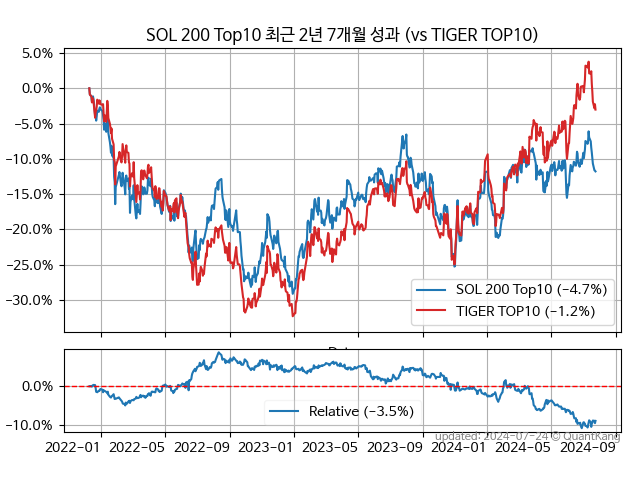 SOL 200 Top10 최근 2년 7개월 성과 (vs TIGER TOP10)
5.0%
0.0%
−5.0%
−10.0%
−15.0%
−20.0%
−25.0%
−30.0%
SOL 200 Top10 (−4.7%)
TIGER TOP10 (−1.2%)
0.0%
−10.0%
Relative (−3.5%)
2022−01 2022−05 2022−09 2023−01 2023−05 2023−09 2024−01 2024−05 2024−09
updated: 2024−07−24 © QuantKang